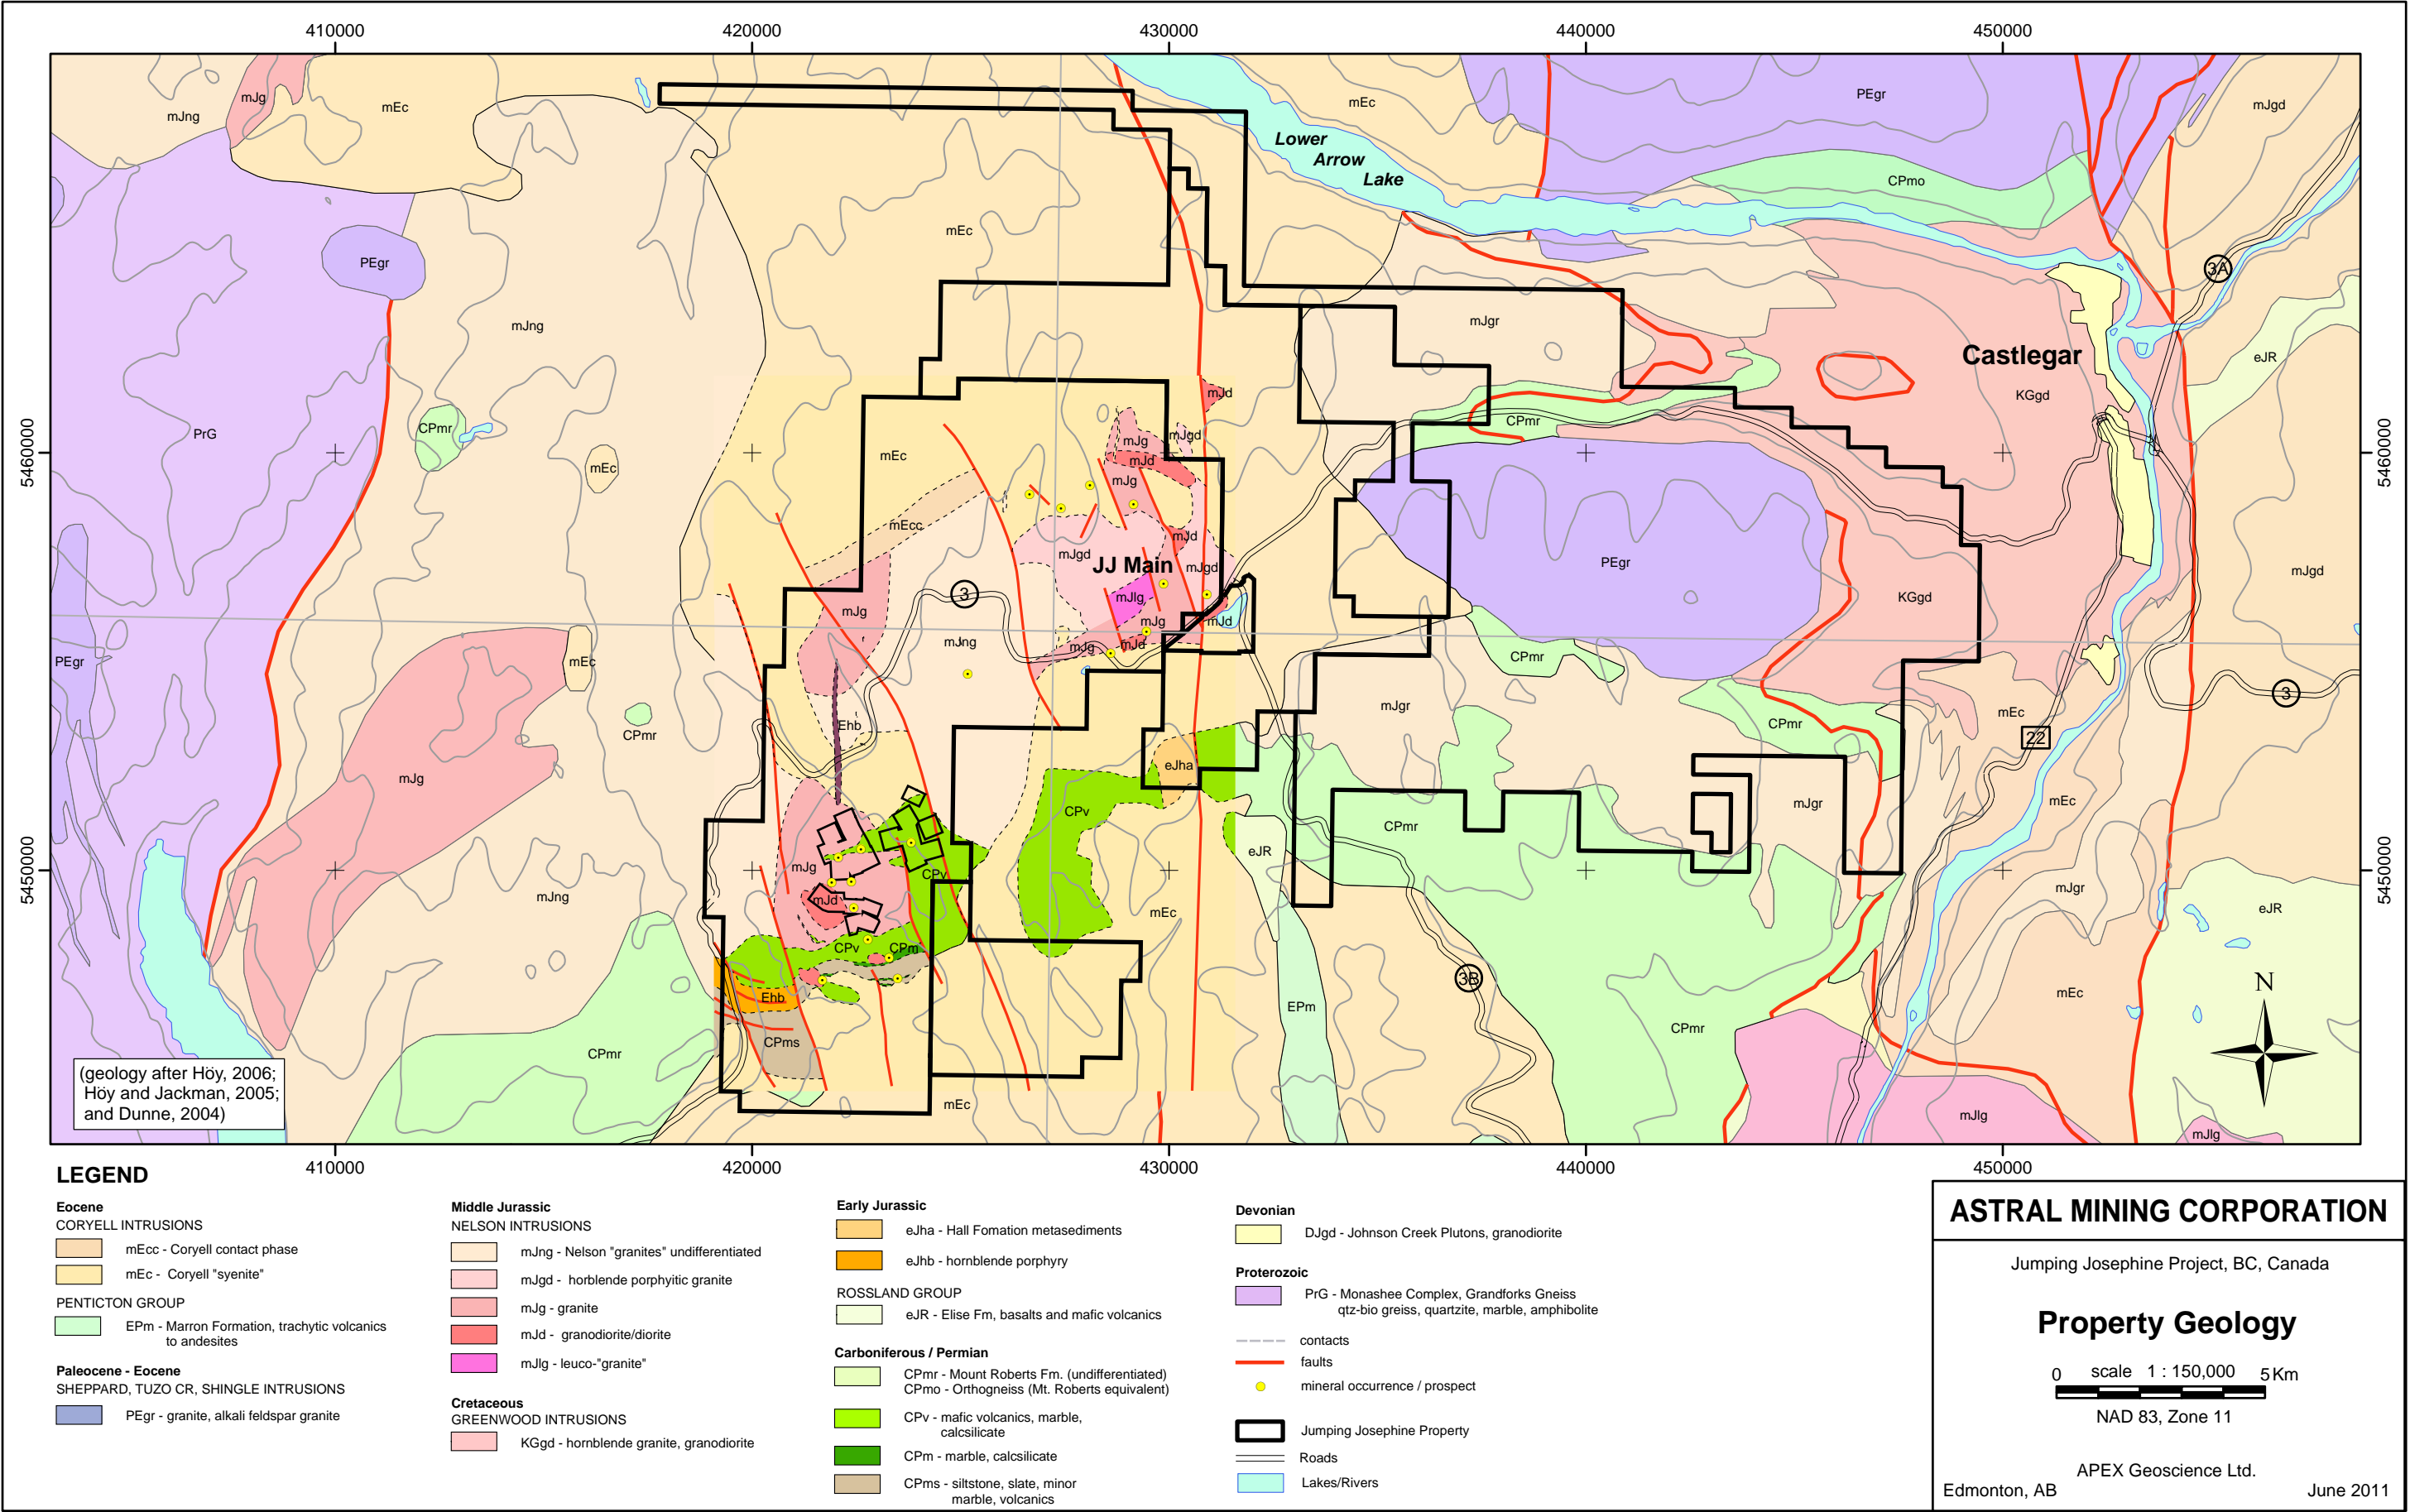 410000
420000
430000
440000
450000
5460000
5450000
5460000
5450000
mJng
mJg
mEc
mEc
PEgr
mJgd
Lower
Arrow
Lake
CPmo
mEc
PEgr
3A
mJng
mJgr
Castlegar
eJR
mJd
KGgd
PrG
CPmr
mEc
mEc
mJg
mJgd
CPmr
mJd
mJg
mEcc
mJd
mJgd
JJ Main
mJgd
PEgr
mJgd
3
mJlg
KGgd
mJg
mJg
mJd
mJng
mJd
mJg
PEgr
mEc
CPmr
3
Ehb
mJgr
mEc
CPmr
CPmr
22
eJha
mJg
CPv
mJgr
mEc
CPmr
eJR
mJg
CPv
mJgr
mJng
mJd
mEc
eJR
CPv
CPm
3B
mEc
Ehb
EPm
N
CPmr
CPms
CPmr
mEc
mJlg
mJlg
(geology after Höy, 2006;
Höy and Jackman, 2005;
and Dunne, 2004)
410000
420000
430000
440000
450000
LEGEND
Eocene
CORYELL INTRUSIONS
mEcc - Coryell contact phase
mEc - Coryell "syenite"
PENTICTON GROUP
EPm - Marron Formation, trachytic volcanics
to andesites
Paleocene - Eocene
SHEPPARD, TUZO CR, SHINGLE INTRUSIONS
PEgr - granite, alkali feldspar granite
Middle Jurassic
NELSON INTRUSIONS
mJng - Nelson "granites" undifferentiated
mJgd - horblende porphyitic granite
mJg - granite
mJd - granodiorite/diorite
mJlg - leuco-"granite"
Cretaceous
GREENWOOD INTRUSIONS
KGgd - hornblende granite, granodiorite
Early Jurassic
eJha - Hall Fomation metasediments
eJhb - hornblende porphyry
ROSSLAND GROUP
eJR - Elise Fm, basalts and mafic volcanics
Carboniferous / Permian
CPmr - Mount Roberts Fm. (undifferentiated)
CPmo - Orthogneiss (Mt. Roberts equivalent)
CPv - mafic volcanics, marble,
calcsilicate
CPm - marble, calcsilicate
CPms - siltstone, slate, minor
marble, volcanics
Devonian
DJgd - Johnson Creek Plutons, granodiorite
Proterozoic
PrG - Monashee Complex, Grandforks Gneiss
qtz-bio greiss, quartzite, marble, amphibolite
contacts
faults
mineral occurrence / prospect
Jumping Josephine Property
Roads
Lakes/Rivers
ASTRAL MINING CORPORATION
Jumping Josephine Project, BC, Canada
Property Geology
0 scale 1 : 150,000 5 Km
NAD 83, Zone 11
APEX Geoscience Ltd.
Edmonton, AB June 2011